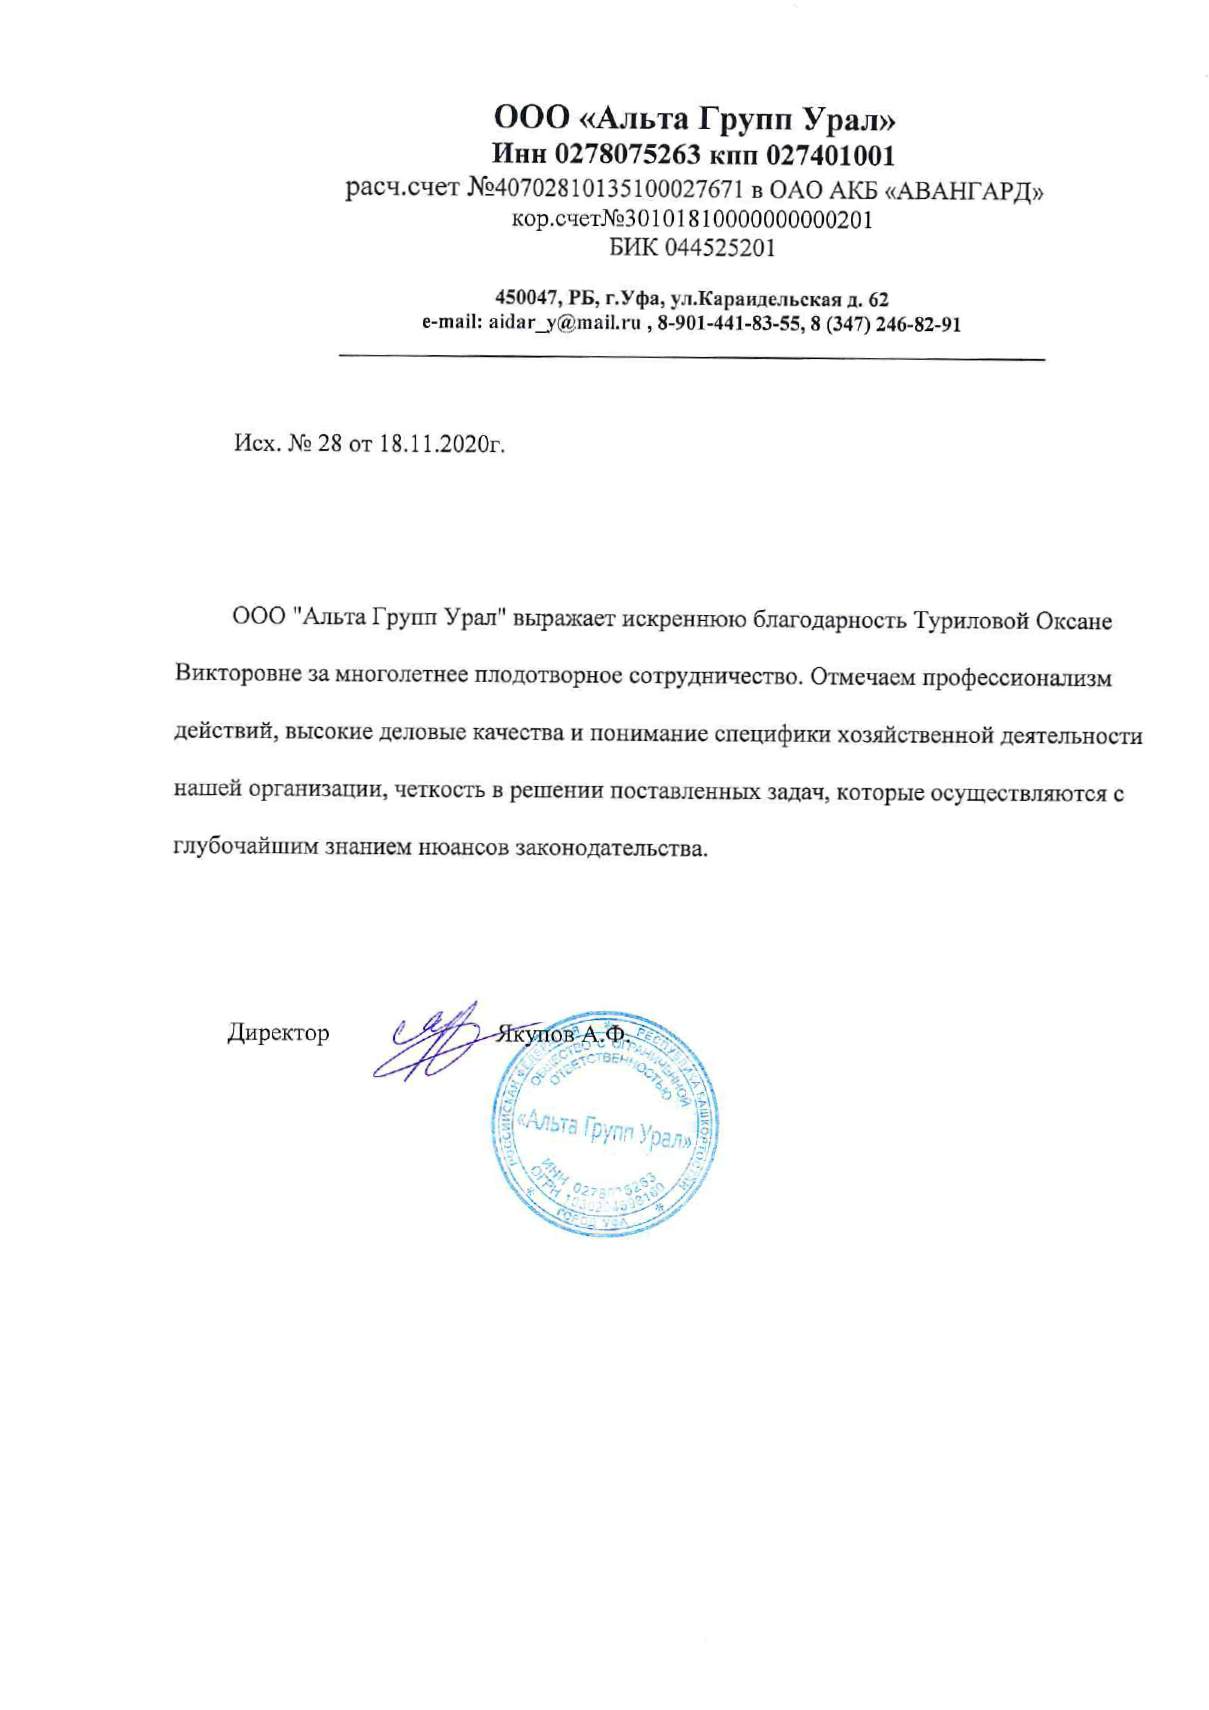 ООО «Альта Групп Урал»
Инн 0278075263 кпп 027401001
расч.счет №40702810135100027671 в ОАО АКБ «АВАНГАРД»
кор.счет№30101810000000000201
БИК 044525201
450047, РБ, г.Уфа, ул.Караидельская д. 62
e-mail: aidar_y@mail.ru , 8-901-441-83-55, 8 (347) 246-82-91
Исх. № 28 от 18.11.2020г.
ООО "Альта Групп Урал" выражает искреннюю благодарность Туриловой Оксане
Викторовне за многолетнее плодотворное сотрудничество. Отмечаем профессионализм
действий, высокие деловые качества и понимание специфики хозяйственной деятельности
нашей организации, четкость в решении поставленных задач, которые осуществляются с
глубочайшим знанием нюансов законодательства.
Директор Якупов А.Ф.
РОССИЙСКАЯ ФЕДЕРАЦИЯ * РЕСПУБЛИКА БАШКОРТОСТАН
ОБЩЕСТВО С ОГРАНИЧЕННОЙ
ОТВЕТСТВЕННОСТЬЮ
«Альта Групп Урал»
ИНН 0278075263
ОГРН
* ГОРОД УФА *